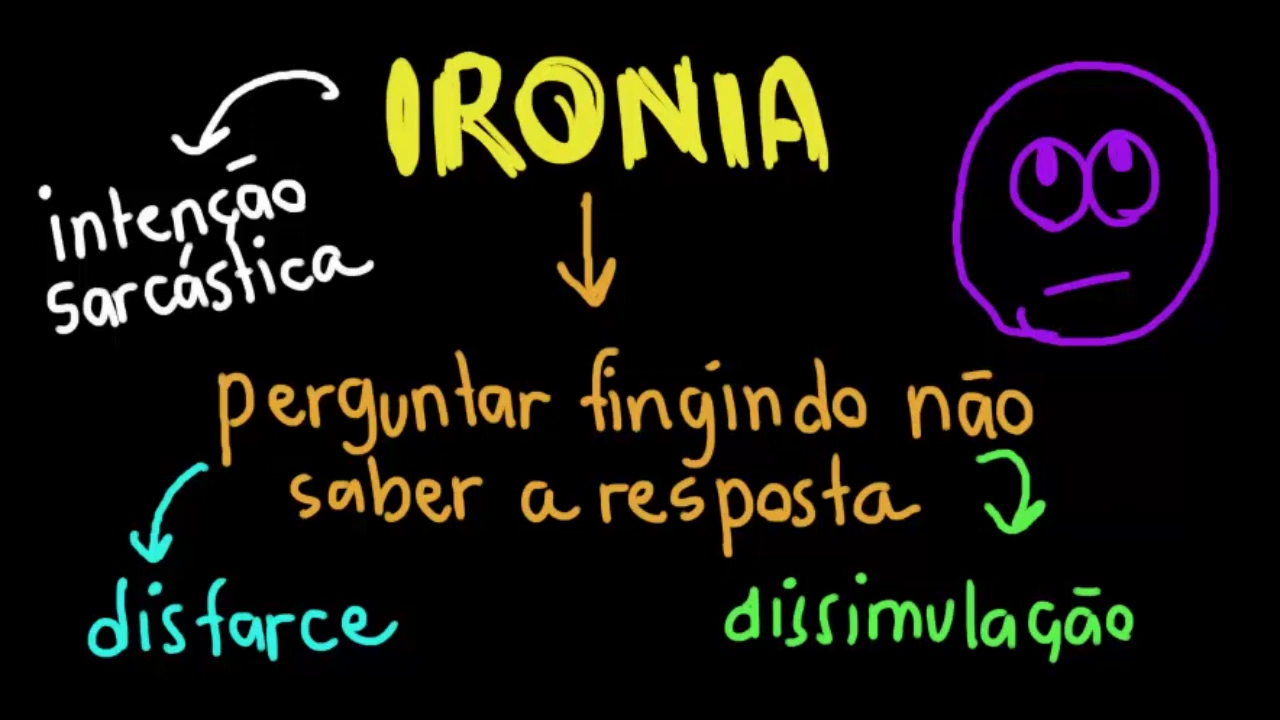 IRONIA
intenção
sarcástica
perguntar fingindo não
saber a resposta
disfarce
dissimulação